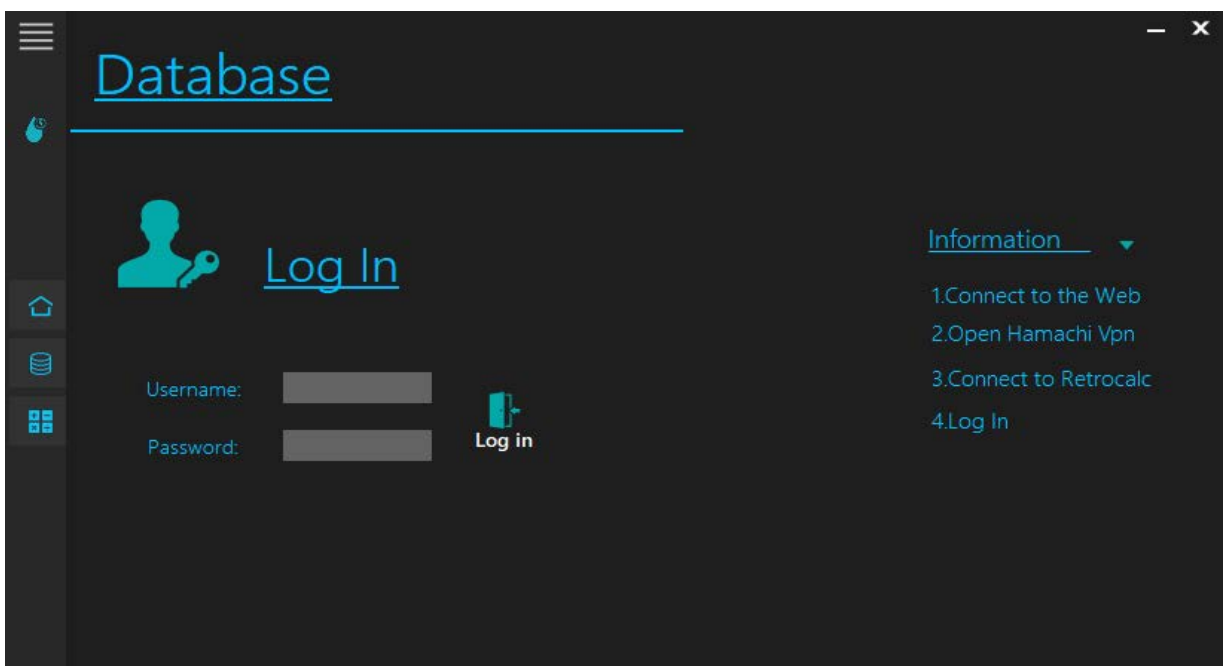 Database
Log In
Username:
Password:
Log in
Information
1.Connect to the Web
2.Open Hamachi Vpn
3.Connect to Retrocalc
4.Log In